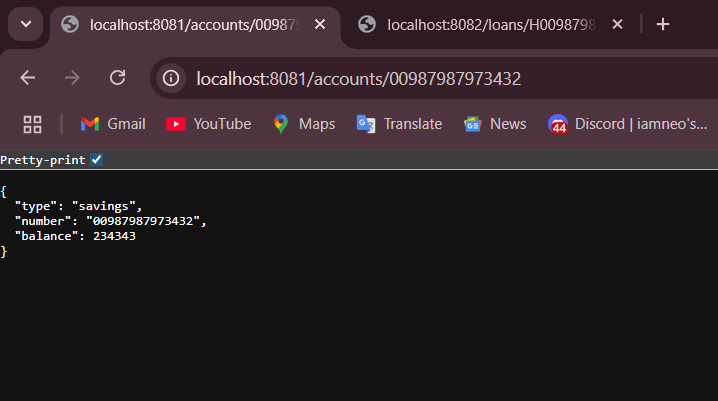 localhost:8081/accounts/00987
localhost:8082/loans/H0098798
localhost:8081/accounts/00987987973432
Gmail YouTube Maps Translate News Discord | iamneo's...
44
Pretty-print
{
"type": "savings",
"number": "00987987973432",
"balance": 234343
}